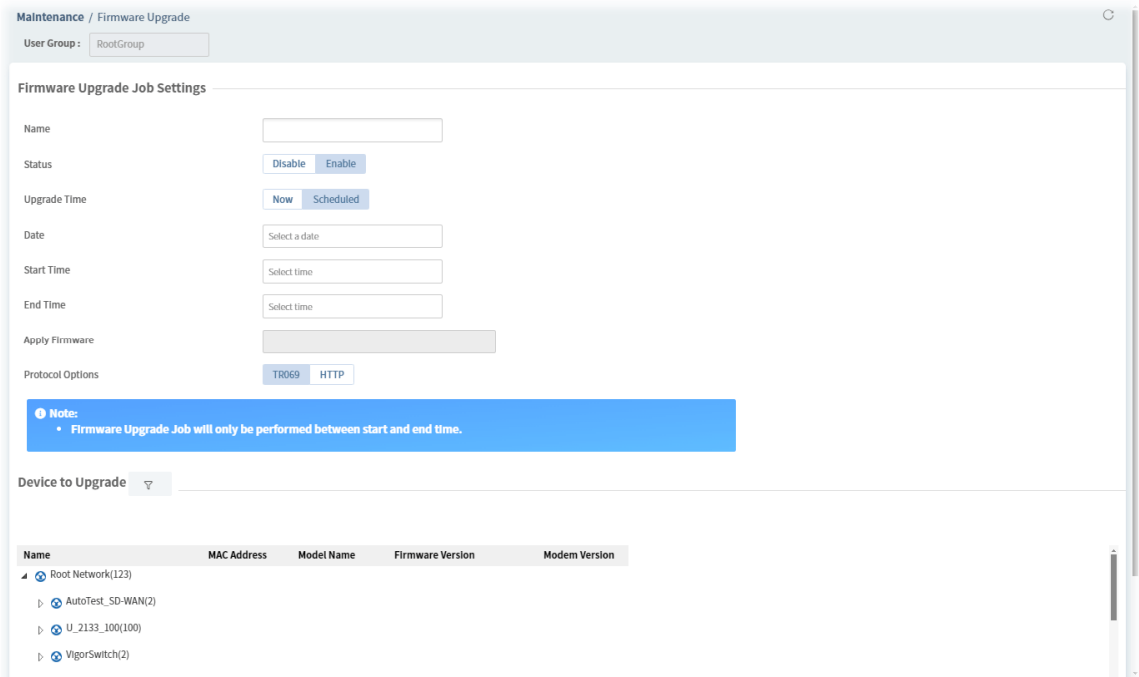 Maintenance / Firmware Upgrade
User Group : RootGroup
Firmware Upgrade Job Settings
Name
Status Disable Enable
Upgrade Time Now Scheduled
Date Select a date
Start Time Select time
End Time Select time
Apply Firmware
Protocol Options TR069 HTTP
Note:
• Firmware Upgrade Job will only be performed between start and end time.
Device to Upgrade
Name MAC Address Model Name Firmware Version Modem Version
Root Network(123)
AutoTest_SD-WAN(2)
U_2133_100(100)
VigorSwitch(2)